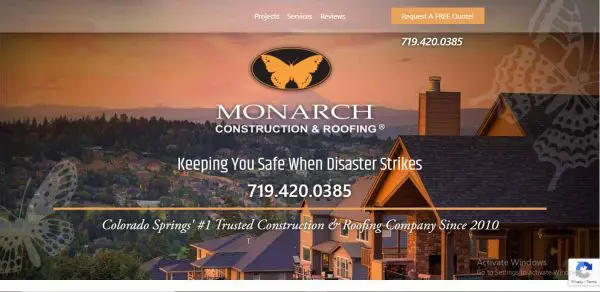 Projects Services Reviews Request A FREE Quote!
719.420.0385
MONARCH
CONSTRUCTION & ROOFING®
Keeping You Safe When Disaster Strikes
719.420.0385
Colorado Springs' #1 Trusted Construction & Roofing Company Since 2010
Activate Windows
Go to Settings to activate Windows
Privacy - Terms